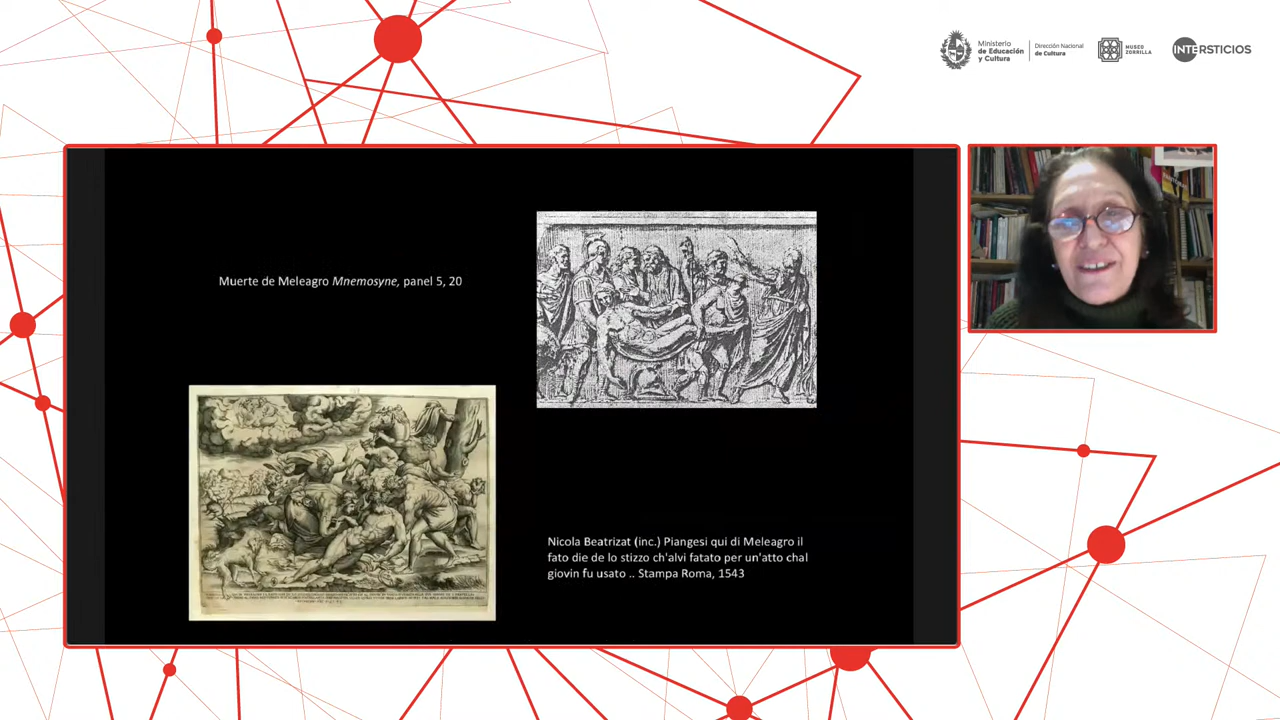 Ministerio
de Educación
y Cultura
Dirección Nacional
de Cultura
MUSEO
ZORRILLA
INTERSTICIOS
Muerte de Meleagro Mnemosyne, panel 5, 20
Nicola Beatrizat (inc.) Piangesi qui di Meleagro il
fato die de lo stizzo ch'alvi fatato per un'atto chal
giovin fu usato .. Stampa Roma, 1543